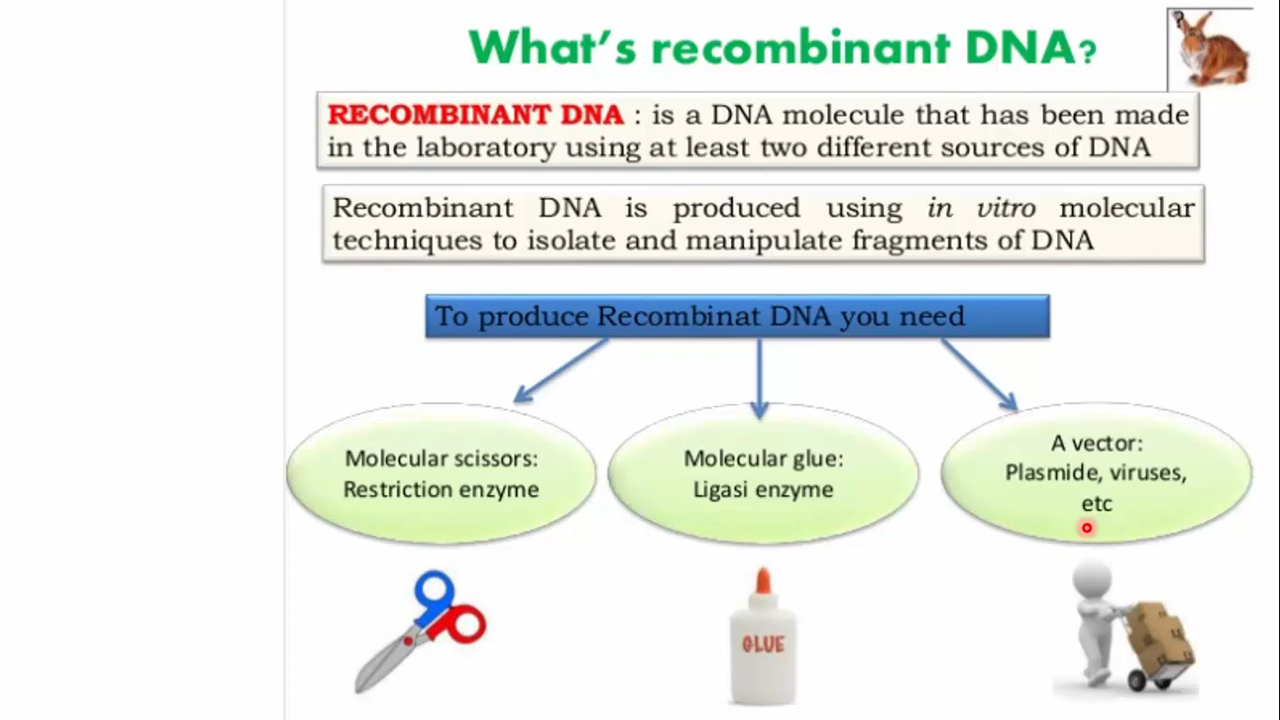 What's recombinant DNA?
RECOMBINANT DNA : is a DNA molecule that has been made
in the laboratory using at least two different sources of DNA
Recombinant DNA is produced using in vitro molecular
techniques to isolate and manipulate fragments of DNA
To produce Recombinat DNA you need
Molecular scissors:
Restriction enzyme
Molecular glue:
Ligasi enzyme
A vector:
Plasmide, viruses,
etc
GLUE